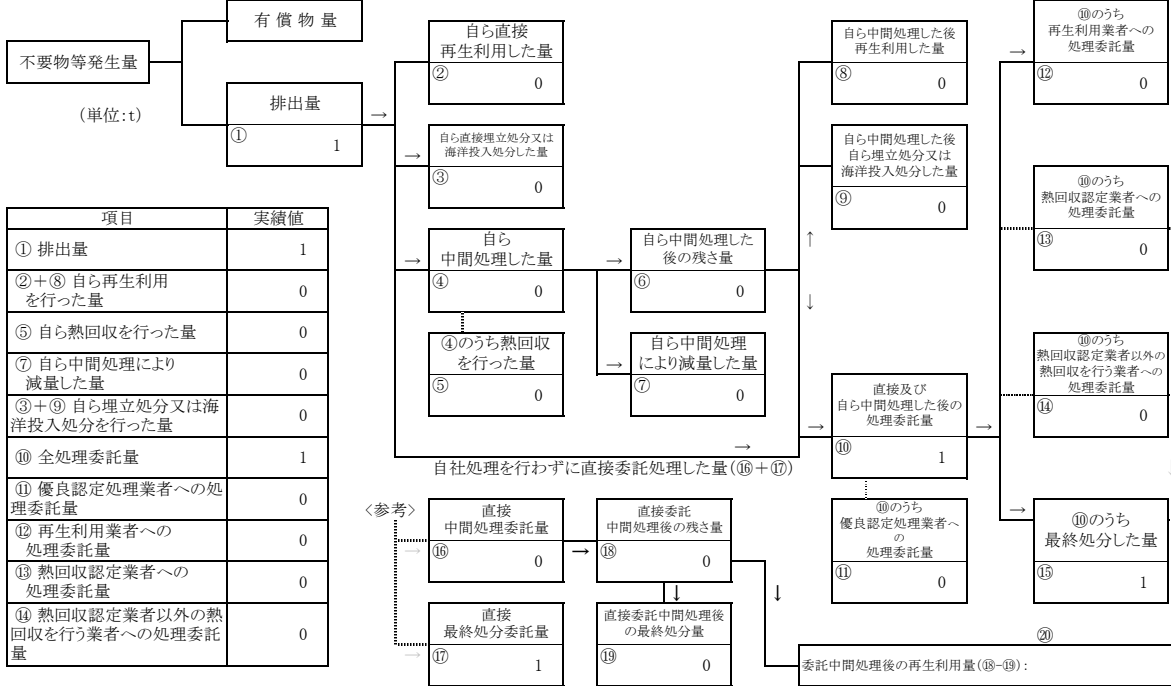 不要物等発生量
(単位:t)
有償物量
排出量
①
1
→
自ら直接
再生利用した量
②
0
→
自ら直接埋立処分又は
海洋投入処分した量
③
0
→
自ら
中間処理した量
④
0
④のうち熱回収
を行った量
⑤
0
→
自ら中間処理した
後の残さ量
⑥
0
→
自ら中間処理
により減量した量
⑦
0
自ら中間処理した後
再生利用した量
⑧
0
自ら中間処理した後
自ら埋立処分又は
海洋投入処分した量
⑨
0
↑
↓
→
→
直接及び
自ら中間処理した後の
処理委託量
⑩
1
→
自社処理を行わずに直接委託処理した量(⑯+⑰)
⑩のうち
優良認定処理業者へ
の
処理委託量
⑪
0
→
⑩のうち
再生利用業者への
処理委託量
⑫
0
⑩のうち
熱回収認定業者への
処理委託量
⑬
0
⑩のうち
熱回収認定業者以外の
熱回収を行う業者への
処理委託量
⑭
0
→
⑩のうち
最終処分した量
⑮
1
項目 実績値
① 排出量 1
②+⑧ 自ら再生利用
を行った量 0
⑤ 自ら熱回収を行った量 0
⑦ 自ら中間処理により
減量した量 0
③+⑨ 自ら埋立処分又は海
洋投入処分を行った量 0
⑩ 全処理委託量 1
⑪ 優良認定処理業者への処
理委託量 0
⑫ 再生利用業者への
処理委託量 0
⑬ 熱回収認定業者への
処理委託量 0
⑭ 熱回収認定業者以外の熱
回収を行う業者への処理委託
量 0
〈参考〉
→
直接
中間処理委託量
⑯
0
→
直接委託
中間処理後の残さ量
⑱
0
↓
↓
→
直接
最終処分委託量
⑰
1
直接委託中間処理後
の最終処分量
⑲
0
⑳
委託中間処理後の再生利用量(⑱-⑲):